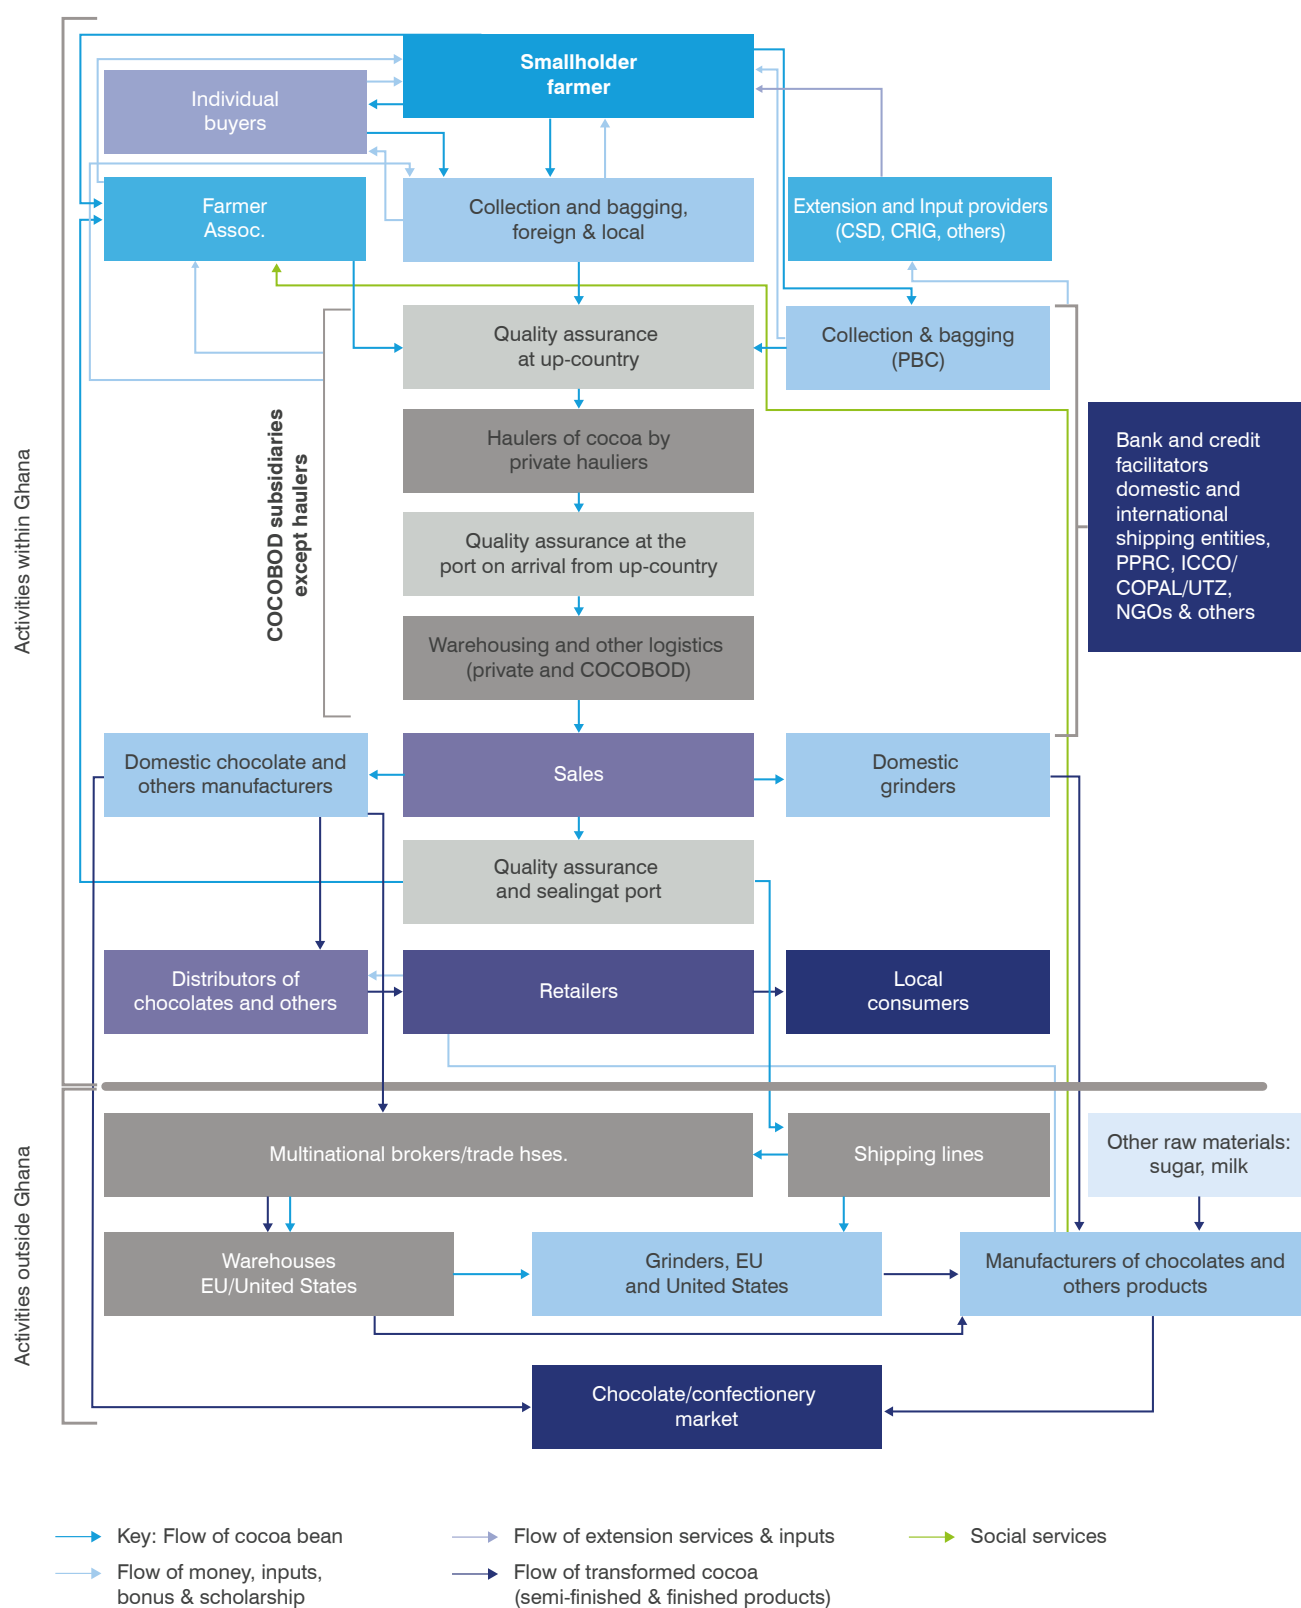 Smallholder
farmer
Individual
buyers
Farmer
Assoc.
Collection and bagging,
foreign & local
Extension and Input providers
(CSD, CRIG, others)
Quality assurance
at up-country
Collection & bagging
(PBC)
Haulers of cocoa by
private hauliers
COCOBOD subsidiaries
except haulers
Bank and credit
facilitators
domestic and
international
shipping entities,
PPRC, ICCO/
COPAL/UTZ,
NGOs & others
Activities within Ghana
Quality assurance at the
port on arrival from up-country
Warehousing and other logistics
(private and COCOBOD)
Domestic chocolate and
others manufacturers
Sales
Domestic
grinders
Quality assurance
and sealingat port
Distributors of
chocolates and others
Retailers
Local
consumers
Activities outside Ghana
Multinational brokers/trade hses.
Shipping lines
Other raw materials:
sugar, milk
Warehouses
EU/United States
Grinders, EU
and United States
Manufacturers of chocolates and
others products
Chocolate/confectionery
market
Key: Flow of cocoa bean
Flow of money, inputs,
bonus & scholarship
Flow of extension services & inputs
Flow of transformed cocoa
(semi-finished & finished products)
Social services